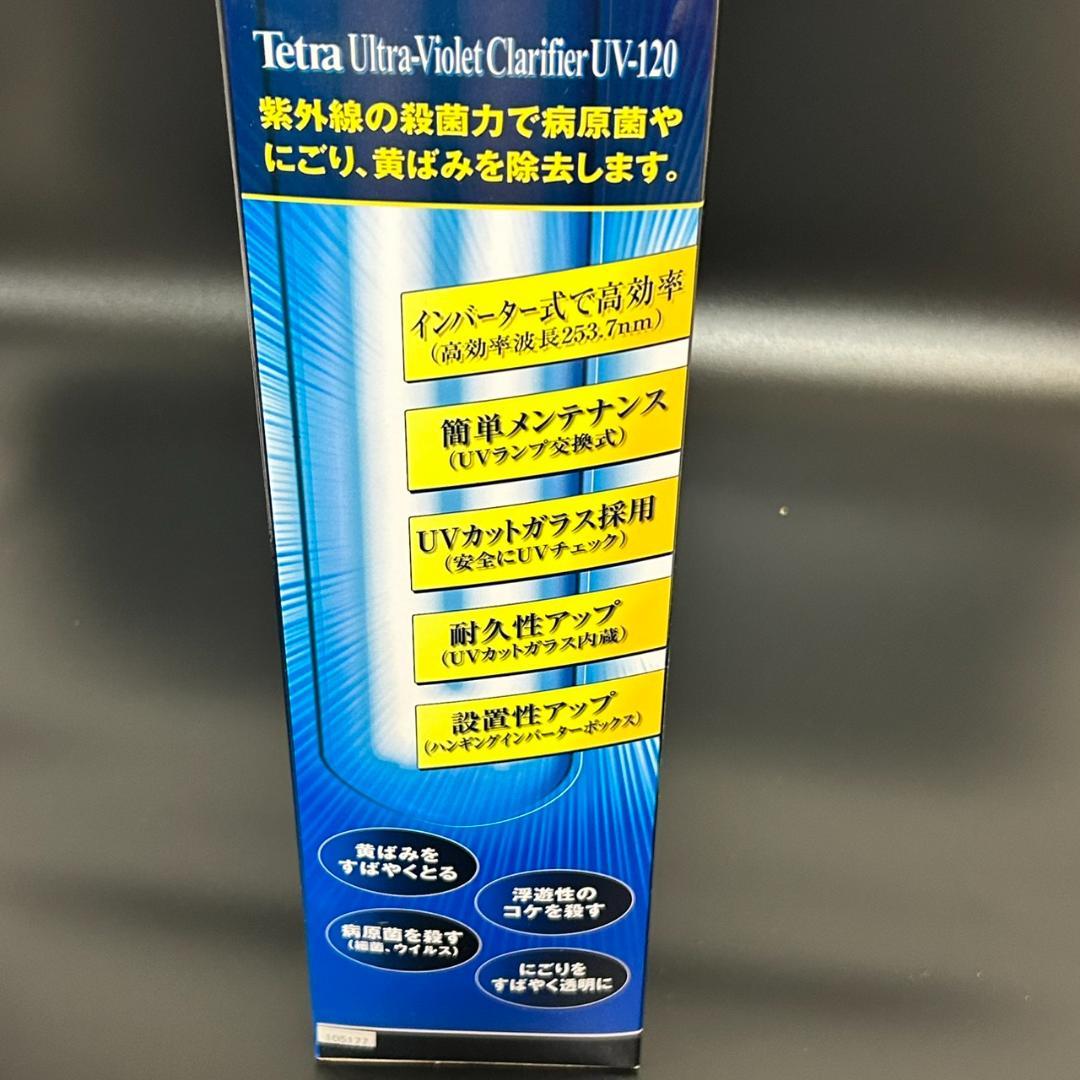 Tetra Ultra-Violet Clarifier UV-120
紫外線の殺菌力で病原菌や
にごり、黄ばみを除去します。
インバーター式で高効率
(高効率波長253.7nm)
簡単メンテナンス
(UVランプ交換式)
UVカットガラス採用
(安全にUVチェック)
耐久性アップ
(UVカットガラス内蔵)
設置性アップ
(ハンギングインバーターボックス)
黄ばみを
すばやくとる
浮遊性の
コケを殺す
病原菌を殺す
(細菌、ウイルス)
にごりを
すばやく透明に
105177